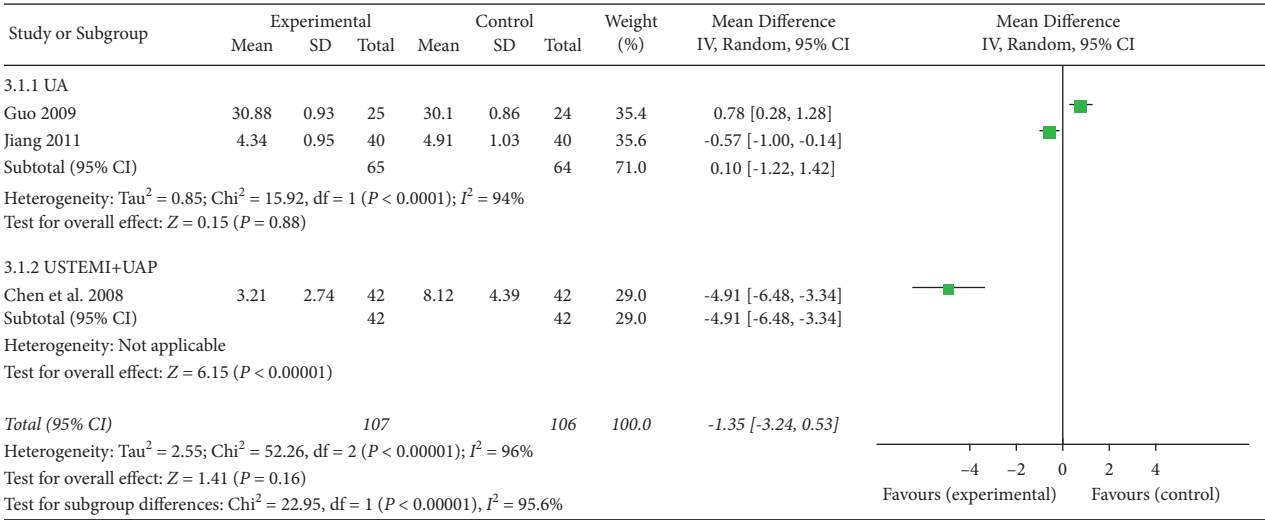 Study or Subgroup Experimental Control Weight (%) Mean Difference IV, Random, 95% CI Mean Difference IV, Random, 95% CI
Mean SD Total Mean SD Total
3.1.1 UA
Guo 2009 30.88 0.93 25 30.1 0.86 24 35.4 0.78 [0.28, 1.28]
Jiang 2011 4.34 0.95 40 4.91 1.03 40 35.6 -0.57 [-1.00, -0.14]
Subtotal (95% CI) 65 64 71.0 0.10 [-1.22, 1.42]
Heterogeneity: Tau² = 0.85; Chi² = 15.92, df = 1 (P < 0.0001); I² = 94%
Test for overall effect: Z = 0.15 (P = 0.88)
3.1.2 USTEMI+UAP
Chen et al. 2008 3.21 2.74 42 8.12 4.39 42 29.0 -4.91 [-6.48, -3.34]
Subtotal (95% CI) 42 42 29.0 -4.91 [-6.48, -3.34]
Heterogeneity: Not applicable
Test for overall effect: Z = 6.15 (P < 0.00001)
Total (95% CI) 107 106 100.0 -1.35 [-3.24, 0.53]
Heterogeneity: Tau² = 2.55; Chi² = 52.26, df = 2 (P < 0.00001); I² = 96%
Test for overall effect: Z = 1.41 (P = 0.16)
Test for subgroup differences: Chi² = 22.95, df = 1 (P < 0.00001), I² = 95.6%
–4 –2 0 2 4
Favours (experimental) Favours (control)